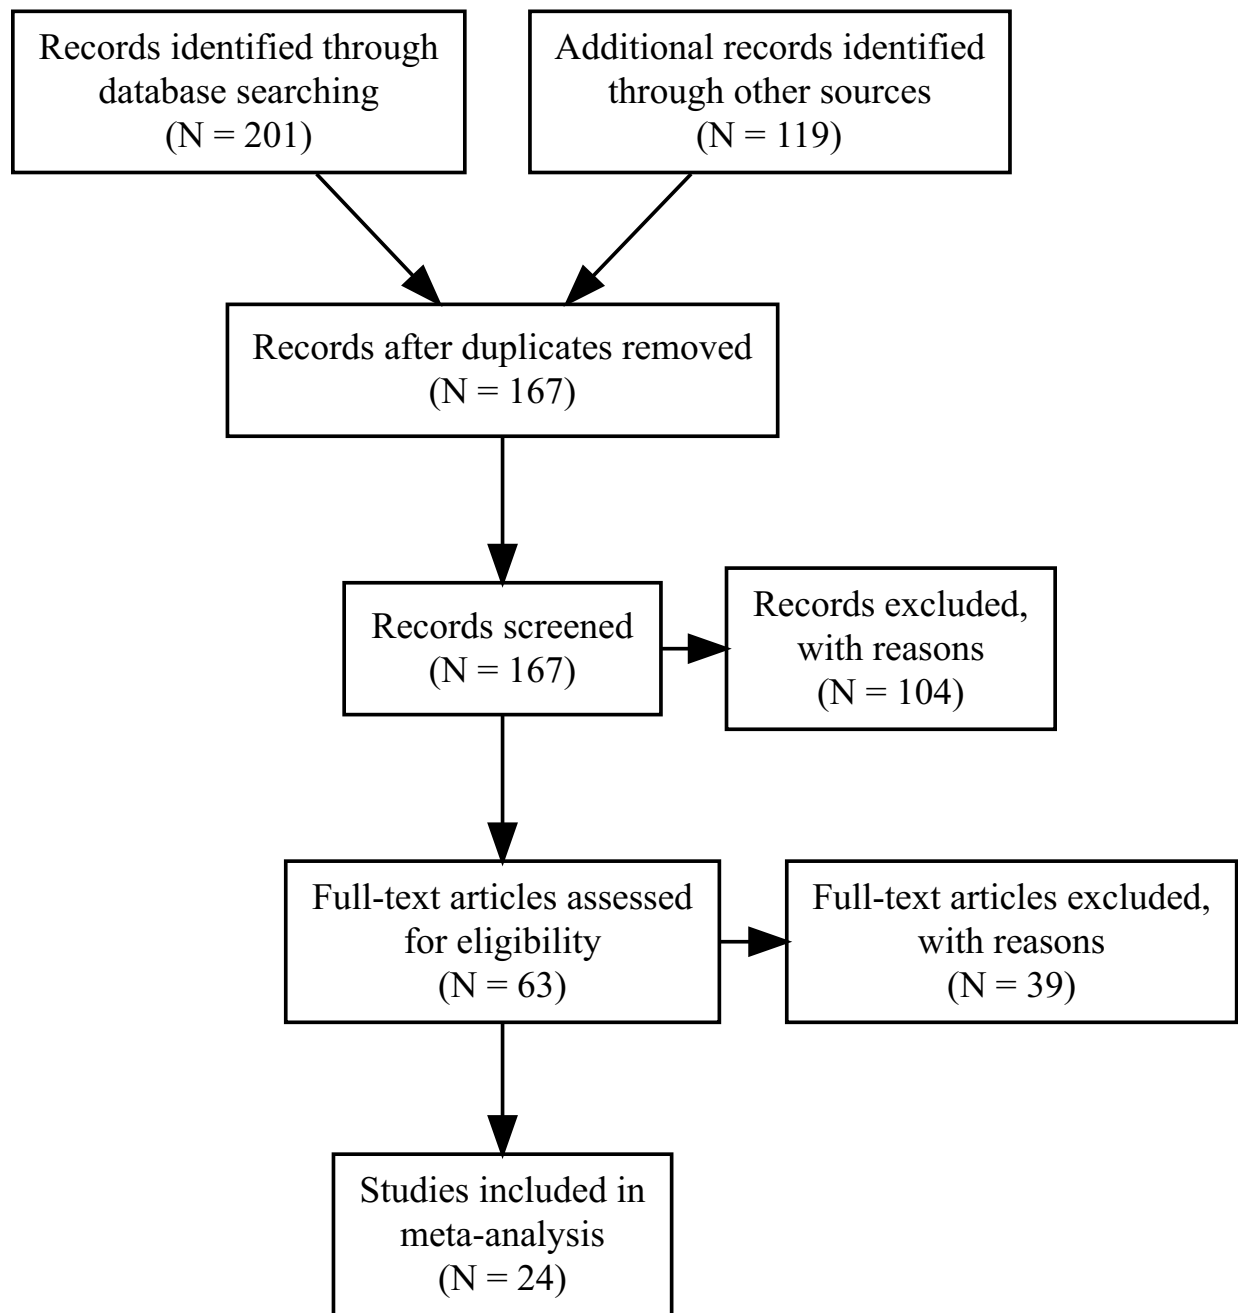 Records identified through
database searching
(N = 201)
Additional records identified
through other sources
(N = 119)
Records after duplicates removed
(N = 167)
Records screened
(N = 167)
Records excluded,
with reasons
(N = 104)
Full-text articles assessed
for eligibility
(N = 63)
Full-text articles excluded,
with reasons
(N = 39)
Studies included in
meta-analysis
(N = 24)